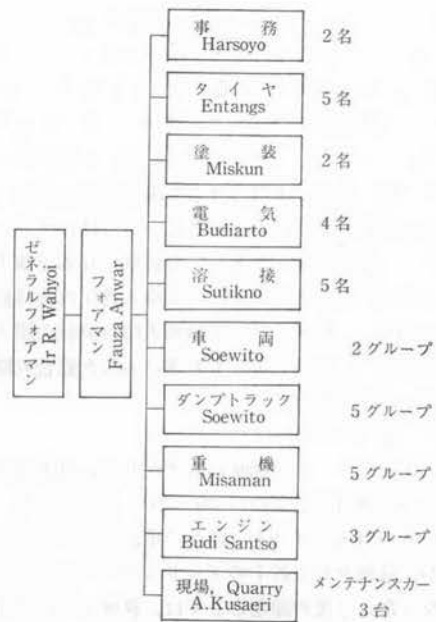 ゼネラルフォアマン
Ir R. Wahyoi
フォアマン
Fauza Anwar
事務
Harsoyo
2名
タイヤ
Entangs
5名
塗装
Miskun
2名
電気
Budiarto
4名
溶接
Sutikno
5名
車両
Soewito
2グループ
ダンプトラック
Soewito
5グループ
重機
Misaman
5グループ
エンジン
Budi Santso
3グループ
現場, Quarry
A.Kusaeri
メンテナンスカー
3台